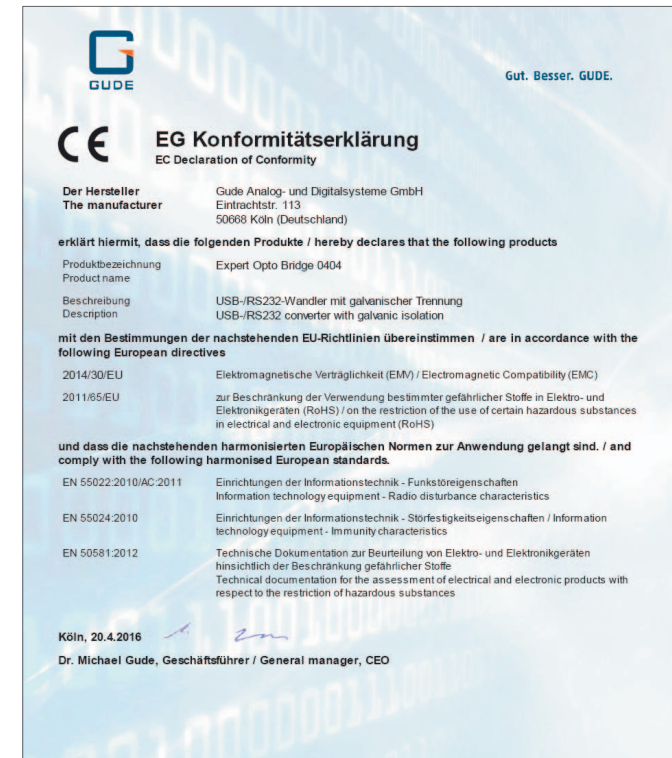 GUDE
Gut. Besser. GUDE.
CE
EG Konformitätserklärung
EC Declaration of Conformity
Der Hersteller Gude Analog- und Digitalsysteme GmbH
The manufacturer Eintrachtstr. 113
50668 Köln (Deutschland)
erklärt hiermit, dass die folgenden Produkte / hereby declares that the following products
Produktbezeichnung Expert Opto Bridge 0404
Product name
Beschreibung USB-/RS232-Wandler mit galvanischer Trennung
Description USB-/RS232 converter with galvanic isolation
mit den Bestimmungen der nachstehenden EU-Richtlinien übereinstimmen / are in accordance with the
following European directives
2014/30/EU Elektromagnetische Verträglichkeit (EMV) / Electromagnetic Compatibility (EMC)
2011/65/EU zur Beschränkung der Verwendung bestimmter gefährlicher Stoffe in Elektro- und
Elektronikgeräten (RoHS) / on the restriction of the use of certain hazardous substances
in electrical and electronic equipment (RoHS)
und dass die nachstehenden harmonisierten Europäischen Normen zur Anwendung gelangt sind. / and
comply with the following harmonised European standards.
EN 55022:2010/AC:2011 Einrichtungen der Informationstechnik - Funkstöreigenschaften
Information technology equipment - Radio disturbance characteristics
EN 55024:2010 Einrichtungen der Informationstechnik - Störfestigkeitseigenschaften / Information
technology equipment - Immunity characteristics
EN 50581:2012 Technische Dokumentation zur Beurteilung von Elektro- und Elektronikgeräten
hinsichtlich der Beschränkung gefährlicher Stoffe
Technical documentation for the assessment of electrical and electronic products with
respect to the restriction of hazardous substances
Köln, 20.4.2016
Dr. Michael Gude, Geschäftsführer / General manager, CEO